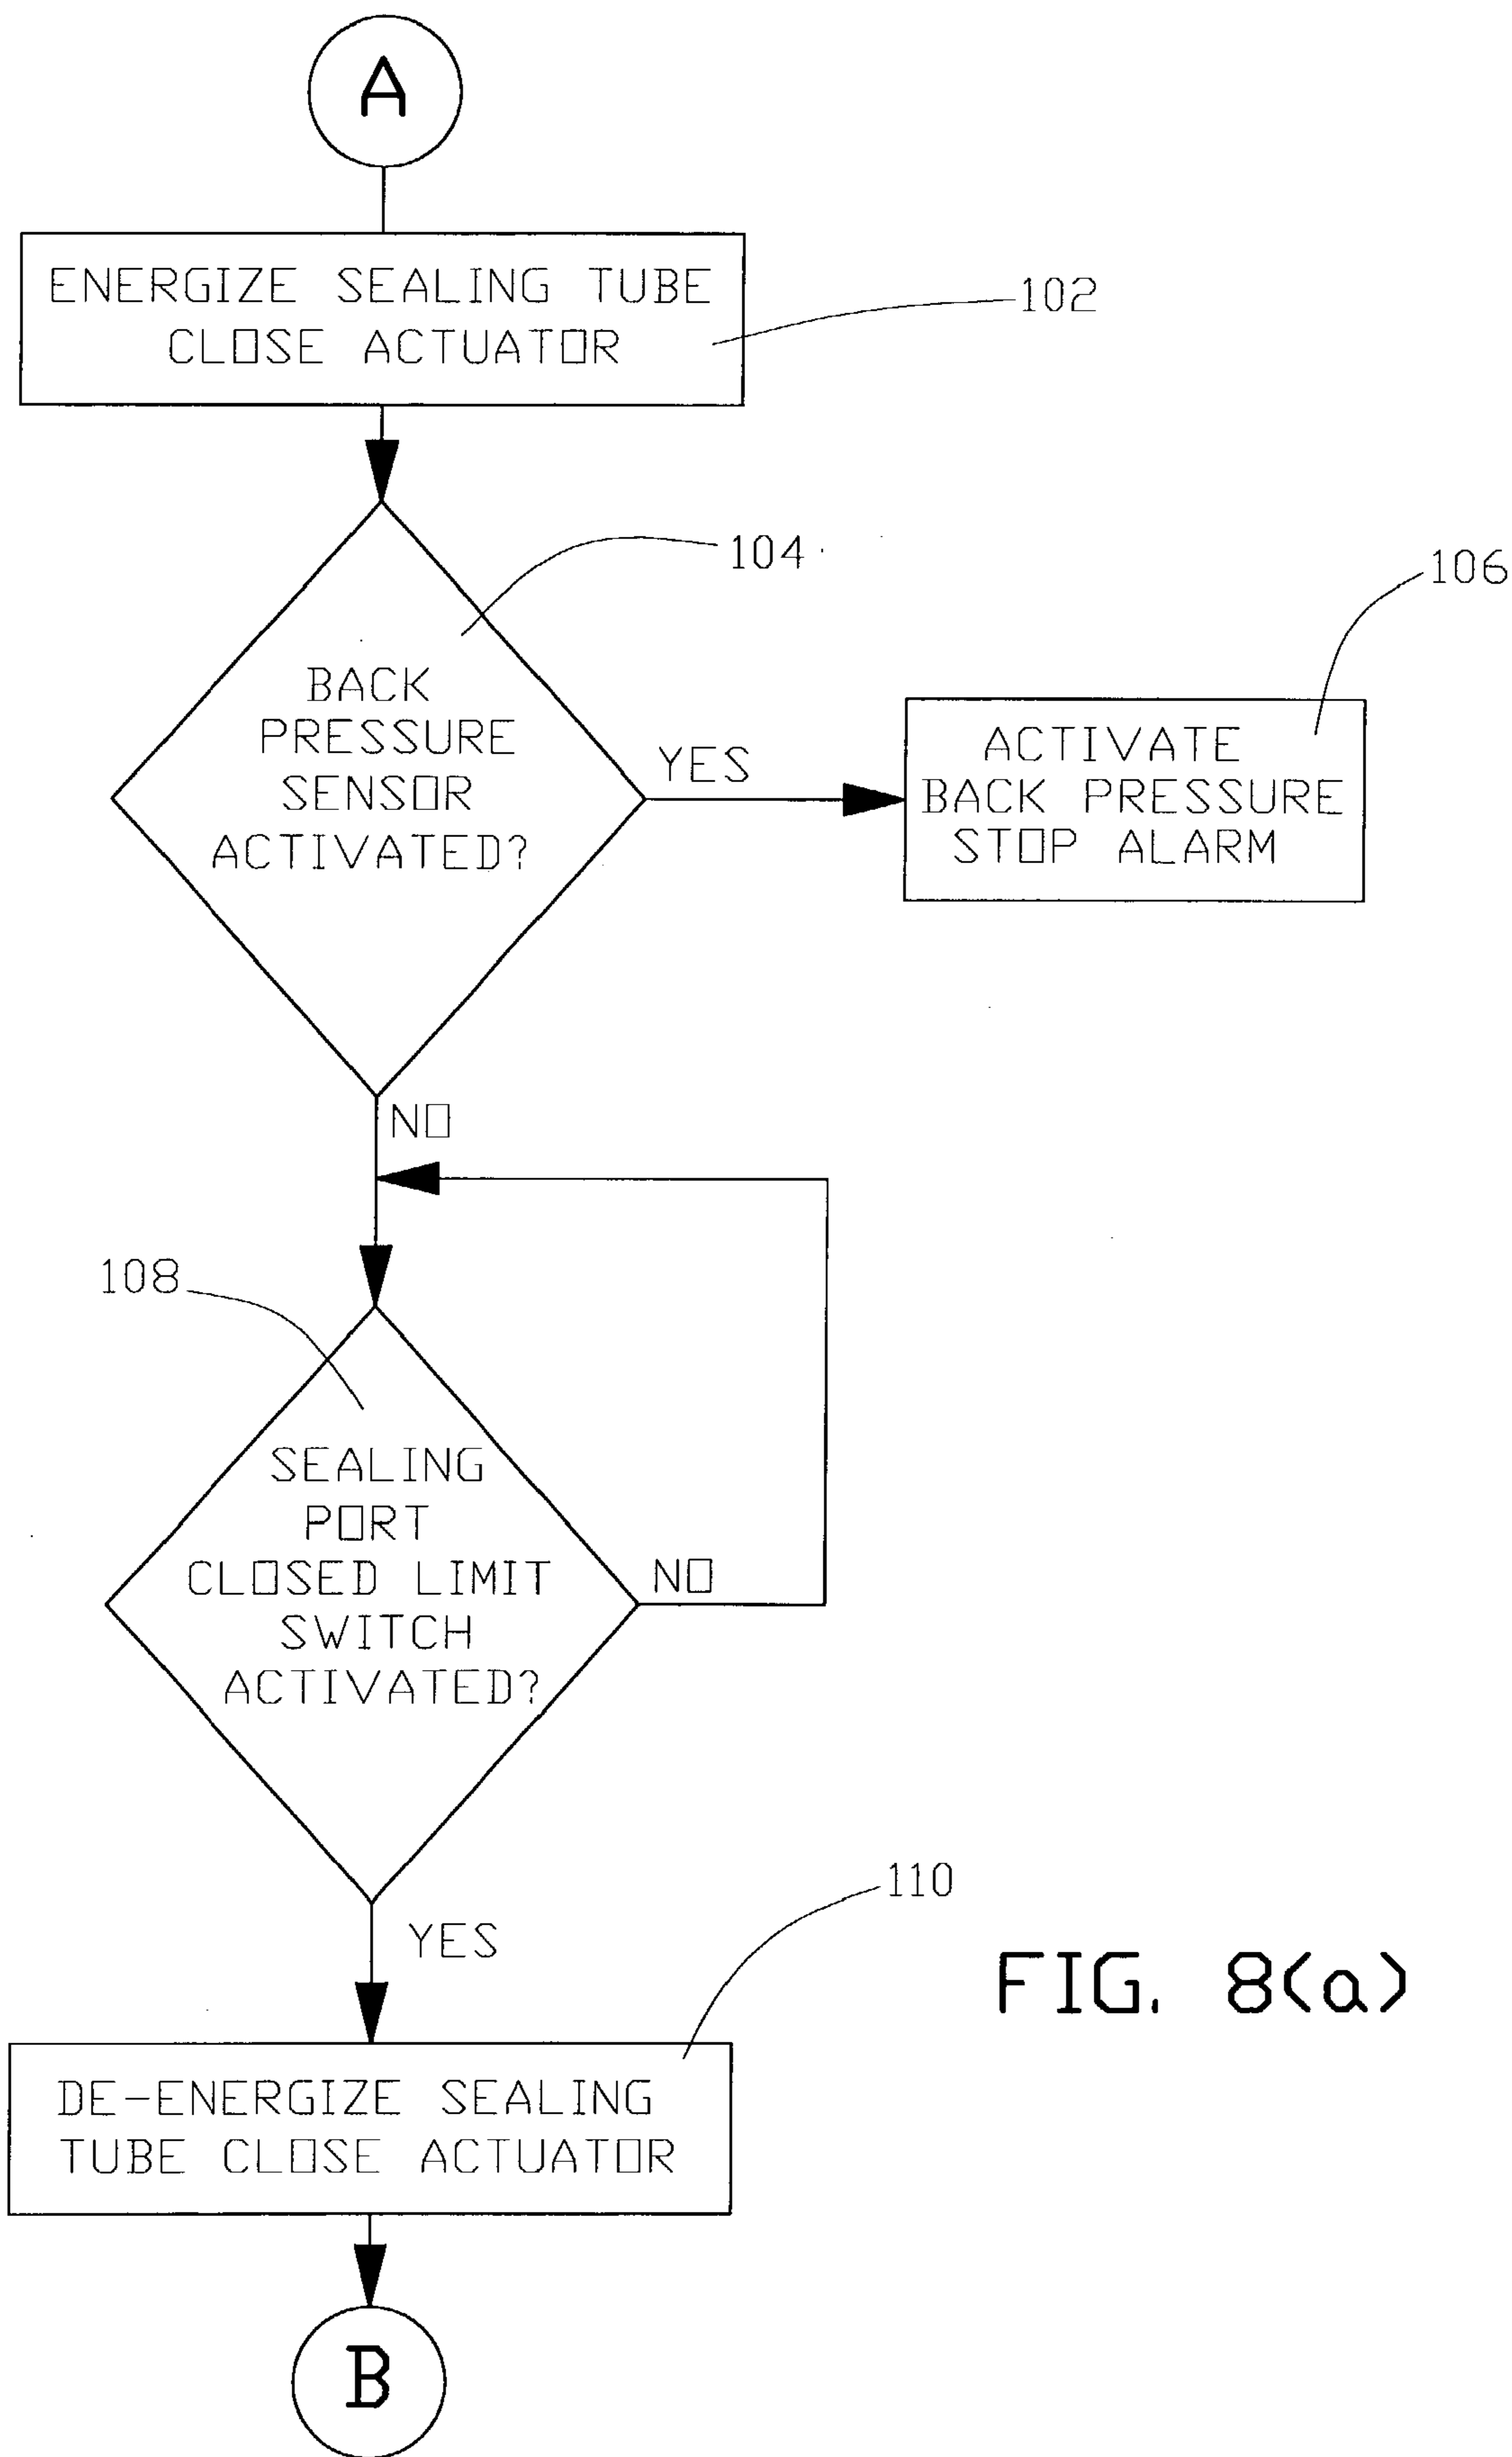 A
ENERGIZE SEALING TUBE
CLOSE ACTUATOR
102
104
106
BACK
PRESSURE
SENSOR
ACTIVATED?
YES
ACTIVATE
BACK PRESSURE
STOP ALARM
NO
108
SEALING
PORT
CLOSED LIMIT
SWITCH
ACTIVATED?
NO
YES
110
DE-ENERGIZE SEALING
TUBE CLOSE ACTUATOR
B
FIG. 8(a)